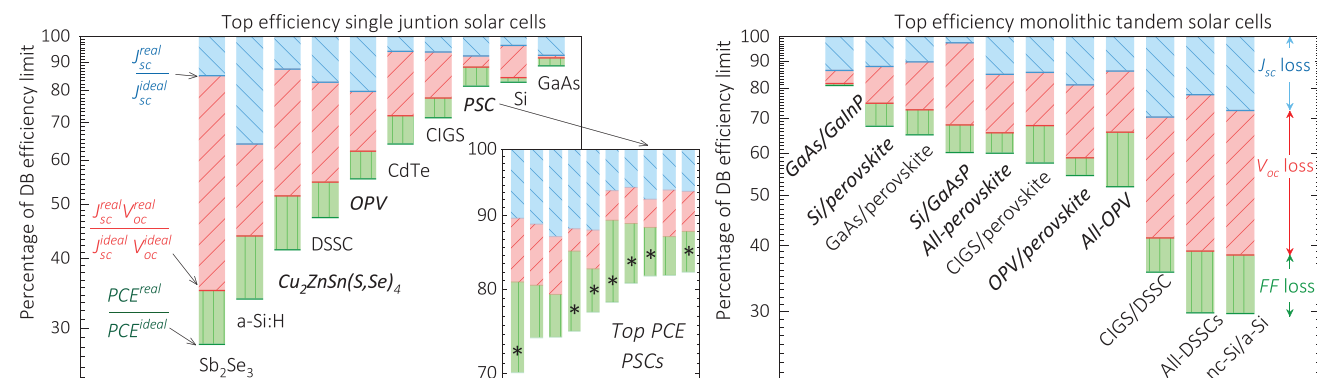 Top efficiency single juntion solar cells
Percentage of DB efficiency limit
100
90
80
70
60
50
40
30
J_sc^real
J_sc^ideal
J_sc^real V_oc^real
J_sc^ideal V_oc^ideal
PCE^real
PCE^ideal
Sb₂Se₃
a-Si:H
DSSC
Cu₂ZnSn(S,Se)₄
OPV
CdTe
CIGS
PSC
Si
GaAs
100
90
80
70
*
*
*
*
*
*
*
Top PCE
PSCs
Top efficiency monolithic tandem solar cells
Percentage of DB efficiency limit
100
90
80
70
60
50
40
30
GaAs/GaInP
Si/perovskite
GaAs/perovskite
Si/GaAsP
All-perovskite
CIGS/perovskite
OPV/perovskite
All-OPV
CIGS/DSSC
All-DSSCs
nc-Si/a-Si
J_sc loss
V_oc loss
FF loss